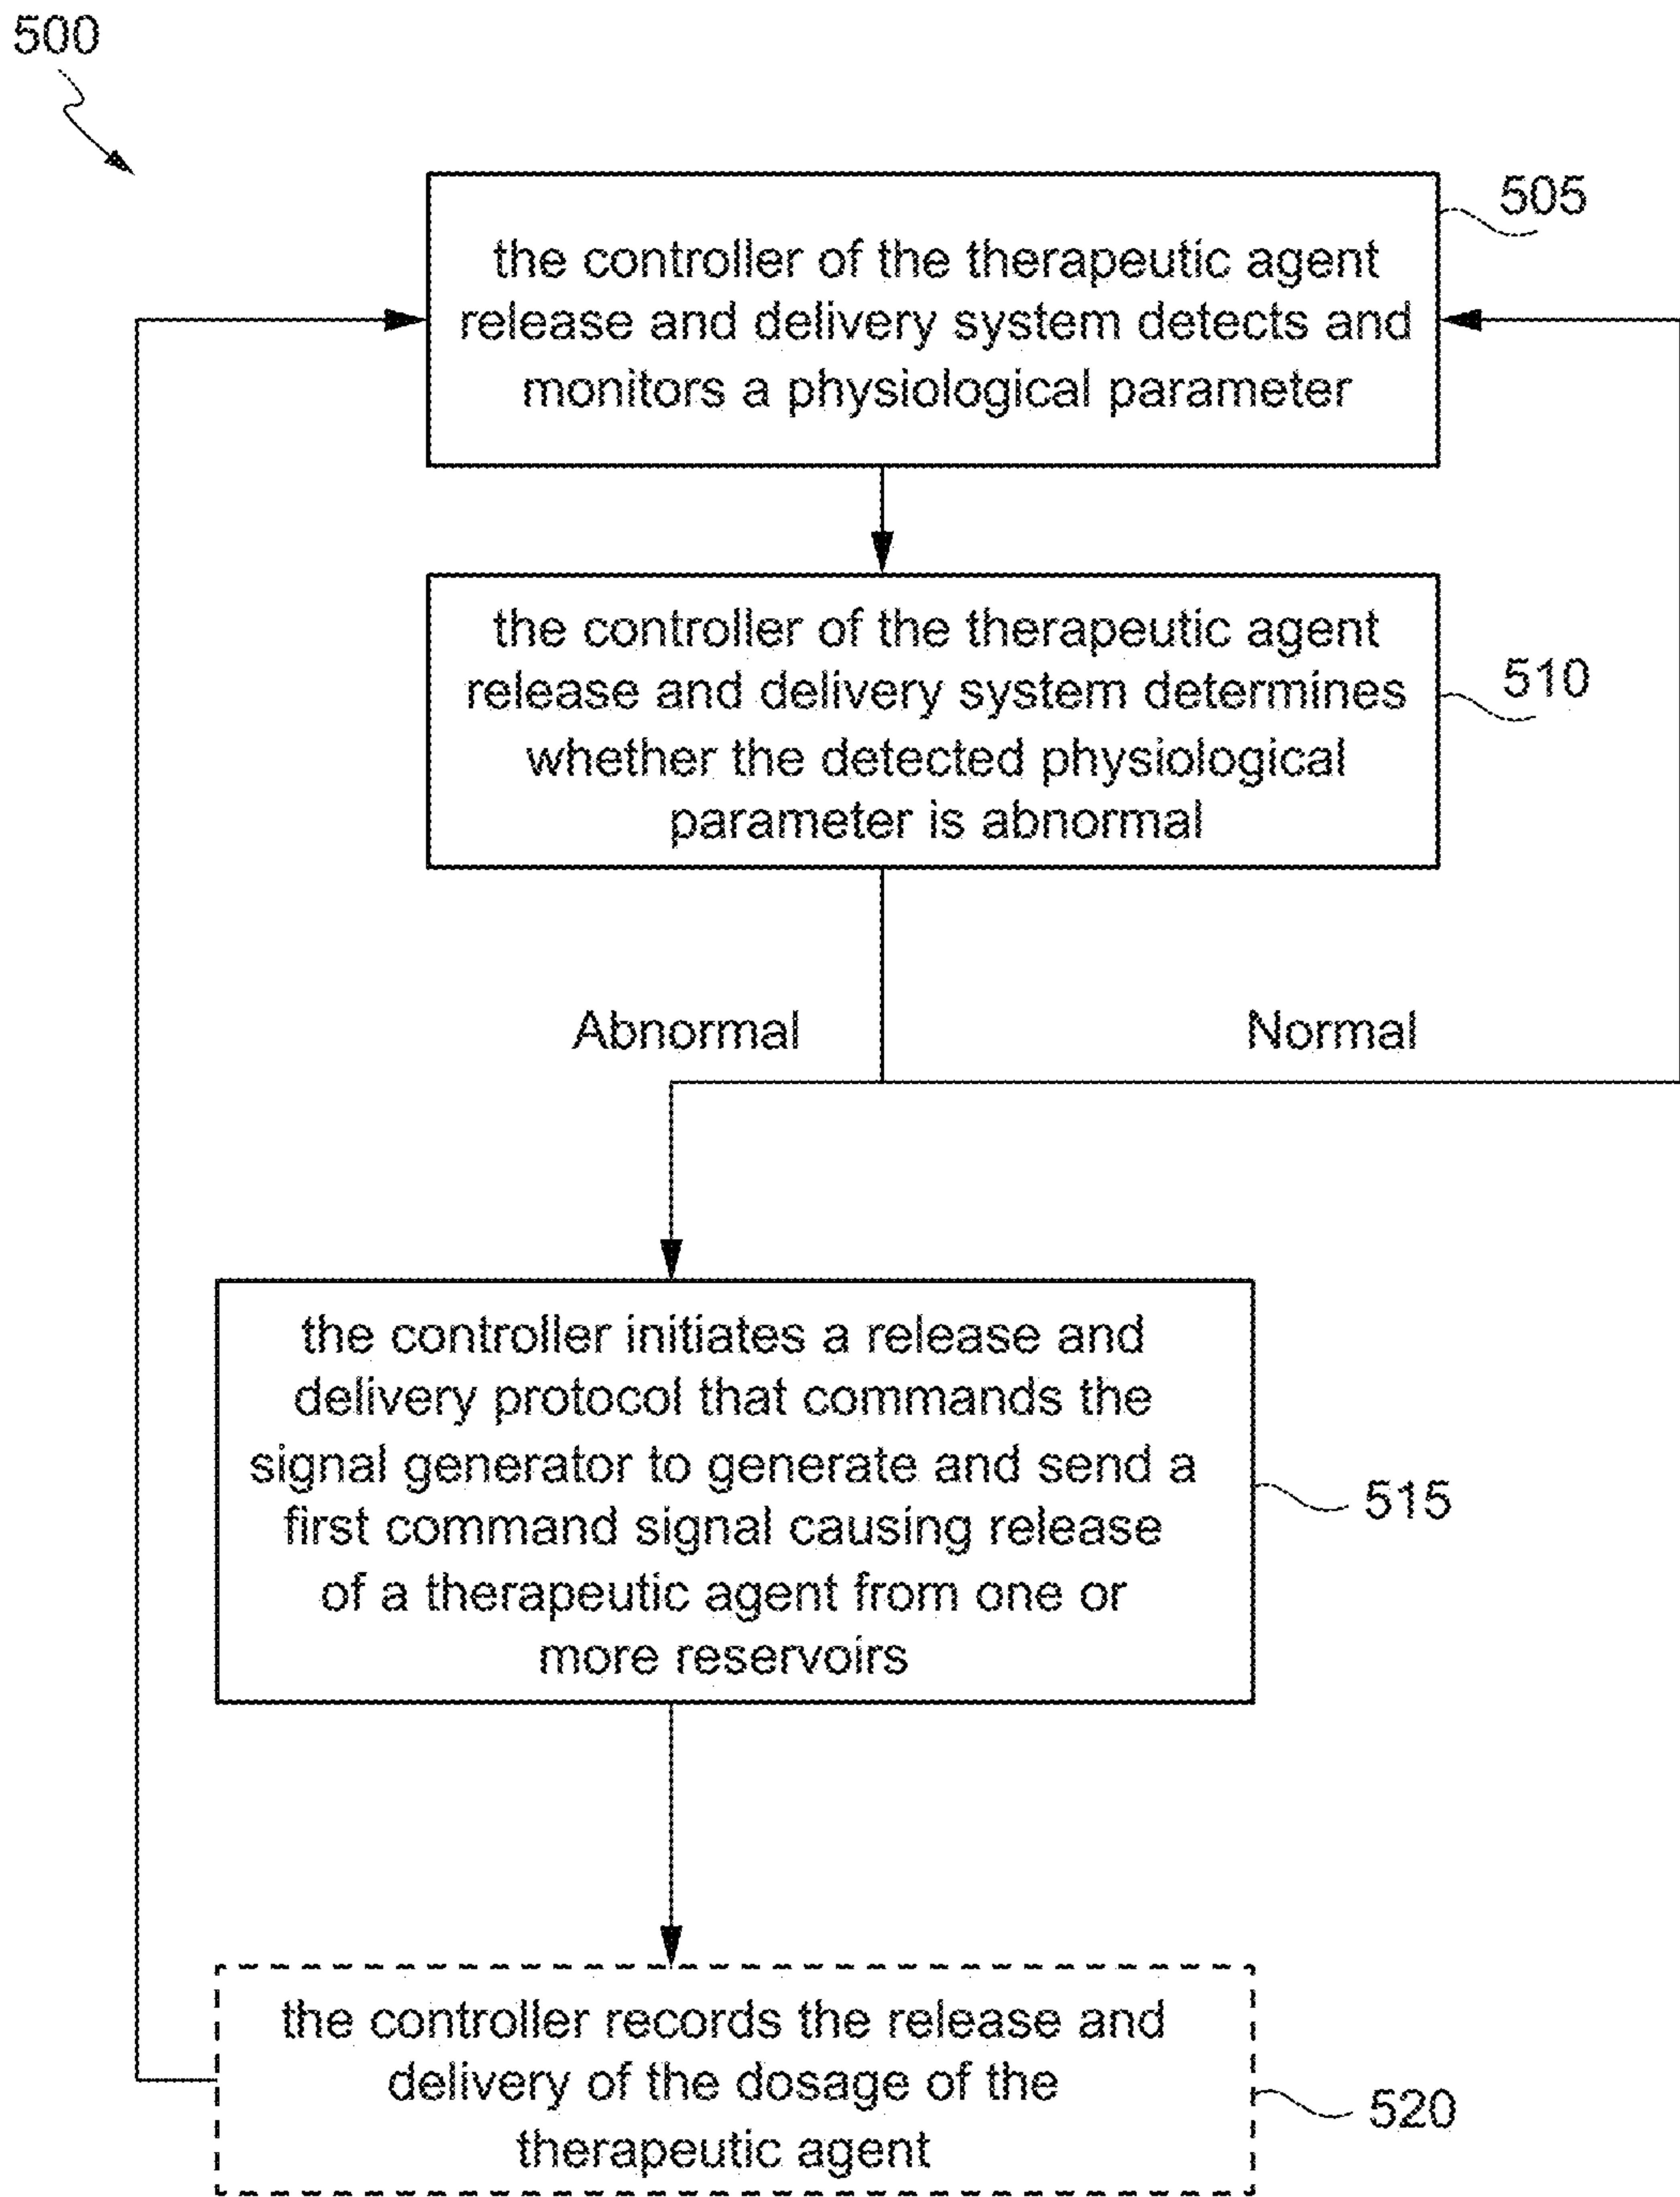 500
505
the controller of the therapeutic agent
release and delivery system detects and
monitors a physiological parameter
the controller of the therapeutic agent
release and delivery system determines
whether the detected physiological
parameter is abnormal
510
Abnormal
Normal
the controller initiates a release and
delivery protocol that commands the
signal generator to generate and send a
first command signal causing release
of a therapeutic agent from one or
more reservoirs
515
the controller records the release and
delivery of the dosage of the
therapeutic agent
520